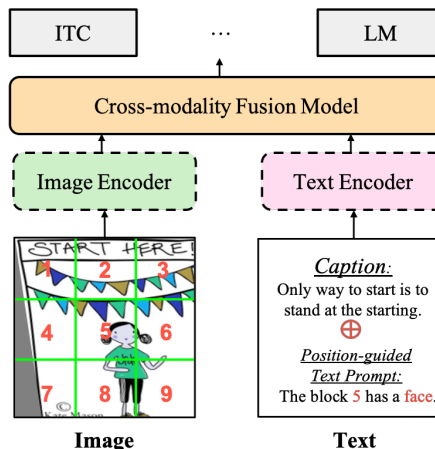 ITC
...
LM
Cross-modality Fusion Model
Image Encoder
Text Encoder
START HERE!
1 2 3
4 5 6
7 8 9
©
Kate Mason
Caption:
Only way to start is to
stand at the starting.
⊕
Position-guided
Text Prompt:
The block 5 has a face.
Image
Text